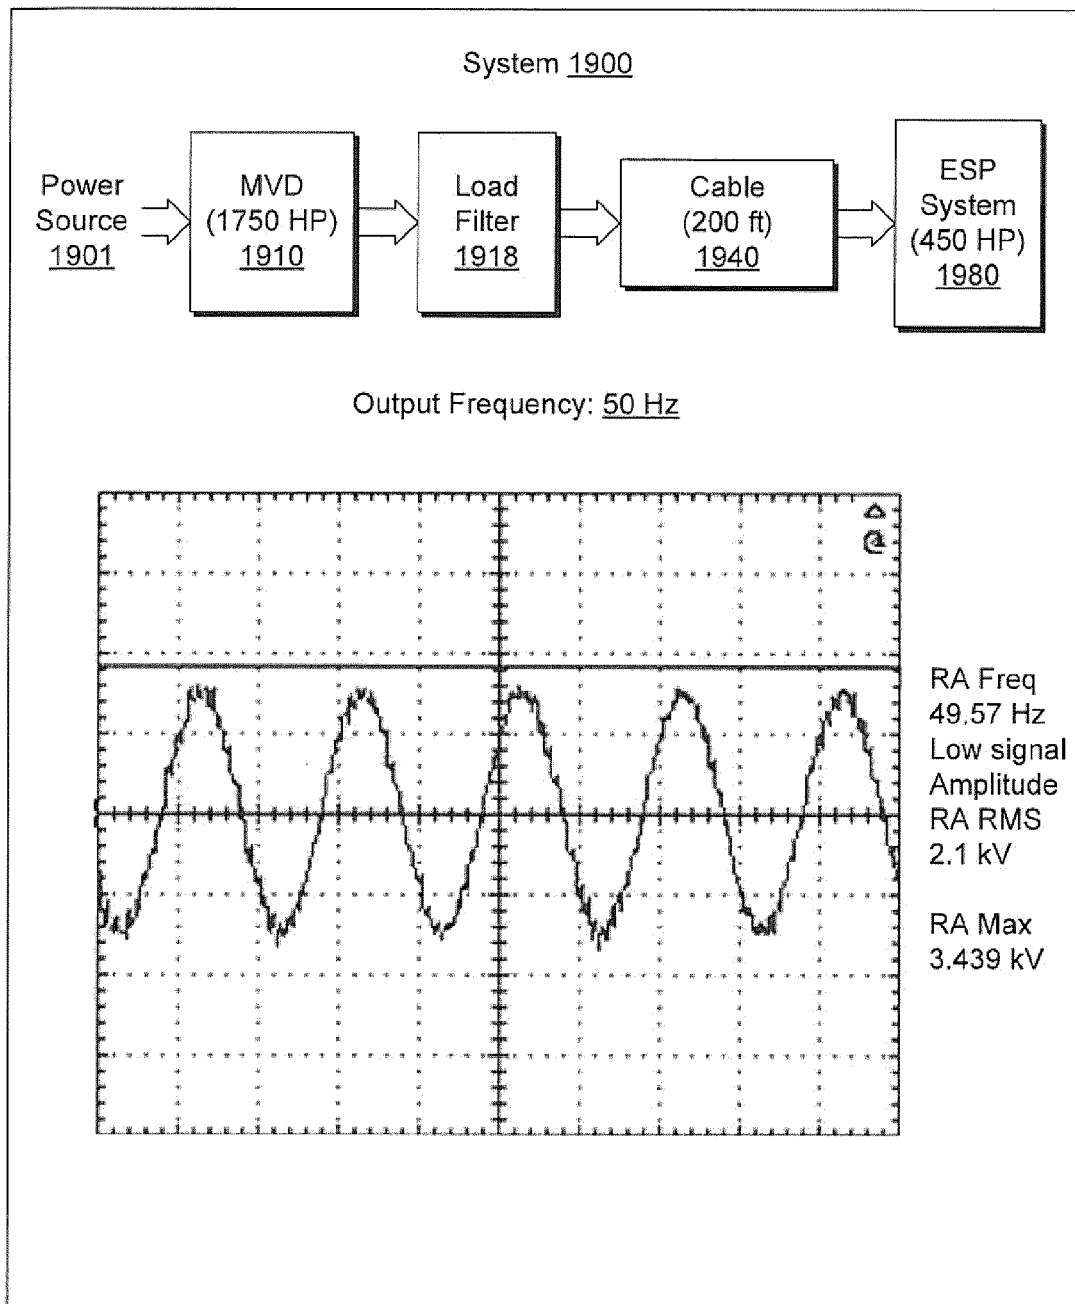 System 1900
Power
Source
1901
MVD
(1750 HP)
1910
Load
Filter
1918
Cable
(200 ft)
1940
ESP
System
(450 HP)
1980
Output Frequency: 50 Hz
RA Freq
49.57 Hz
Low signal
Amplitude
RA RMS
2.1 kV
RA Max
3.439 kV